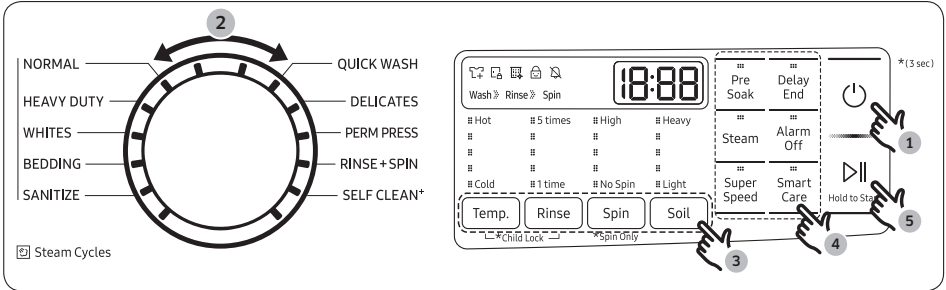 2
NORMAL
HEAVY DUTY
WHITES
BEDDING
SANITIZE
QUICK WASH
DELICATES
PERM PRESS
RINSE+SPIN
SELF CLEAN+
Steam Cycles
Wash» Rinse» Spin
18:88
Hot 5 times High Heavy
Cold 1 time No Spin Light
Temp. Rinse Spin Soil
*Child Lock *Spin Only
3
Pre Soak
Delay End
Steam
Alarm Off
Super Speed
Smart Care
4
*(3 sec)
1
Hold to Start
5